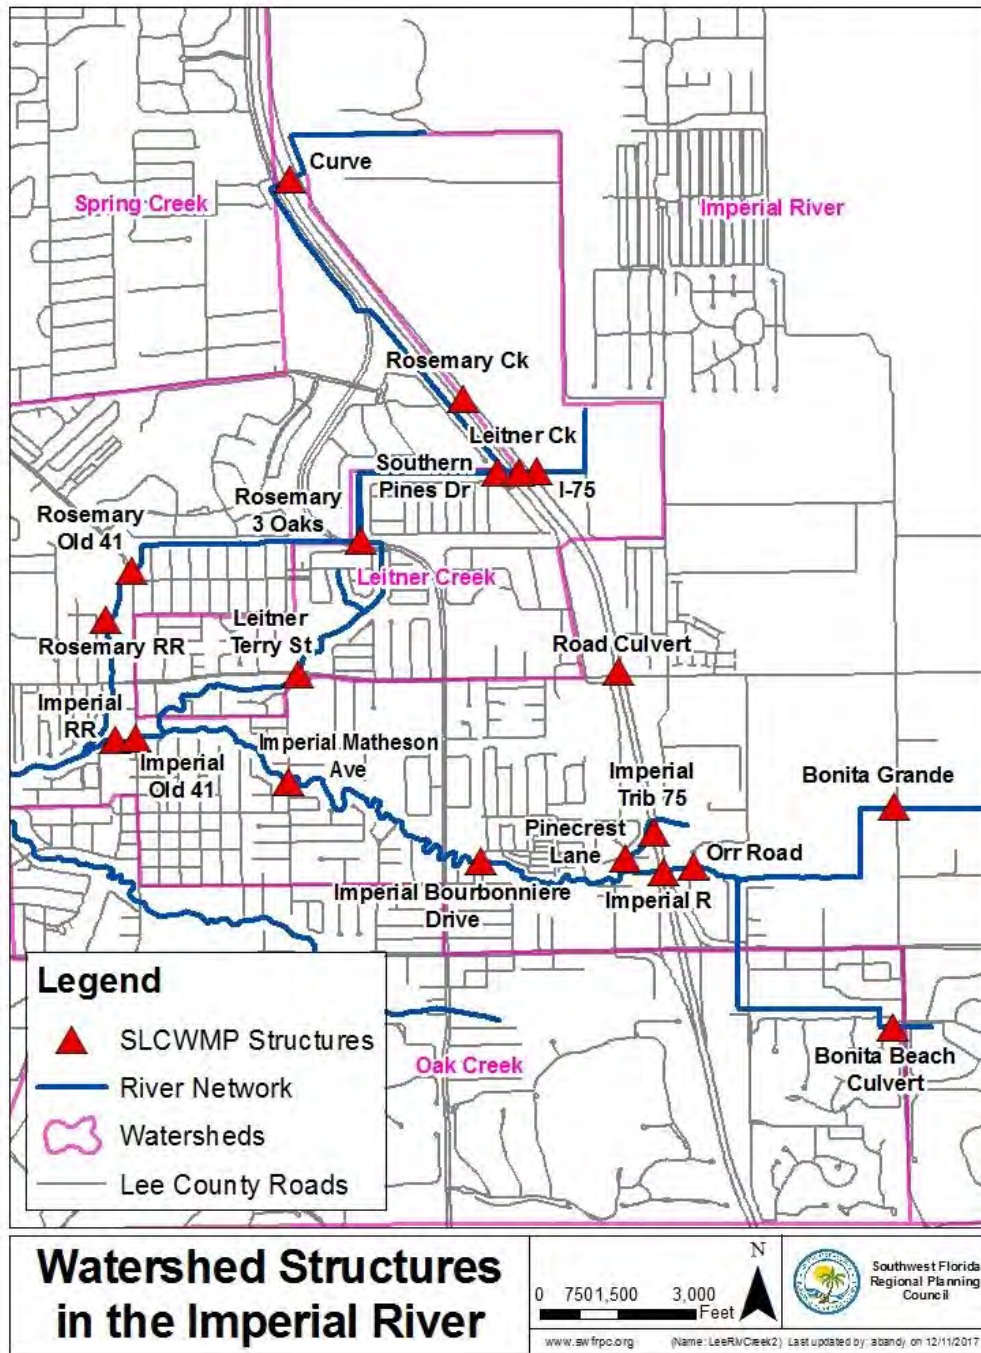 Curve
Spring Creek
Imperial River
Rosemary Ck
Leitner Ck
Southern
Pines Dr
I-75
Rosemary
3 Oaks
Rosemary
Old 41
Leitner Creek
Leitner
Terry St
Rosemary RR
Road Culvert
Imperial
RR
Imperial
Old 41
Imperial Matheson
Ave
Imperial
Trib 75
Bonita Grande
Pinecrest
Lane
Orr Road
Imperial Bourbonniere
Drive
Imperial R
Oak Creek
Bonita Beach
Culvert
Legend
SLCWMP Structures
River Network
Watersheds
Lee County Roads
Watershed Structures
in the Imperial River
N
0 750 1,500 3,000
Feet
Southwest Florida
Regional Planning
Council
www.swfrpc.org (Name: LeeRivCreek2) Last updated by: abandy on 12/11/2017